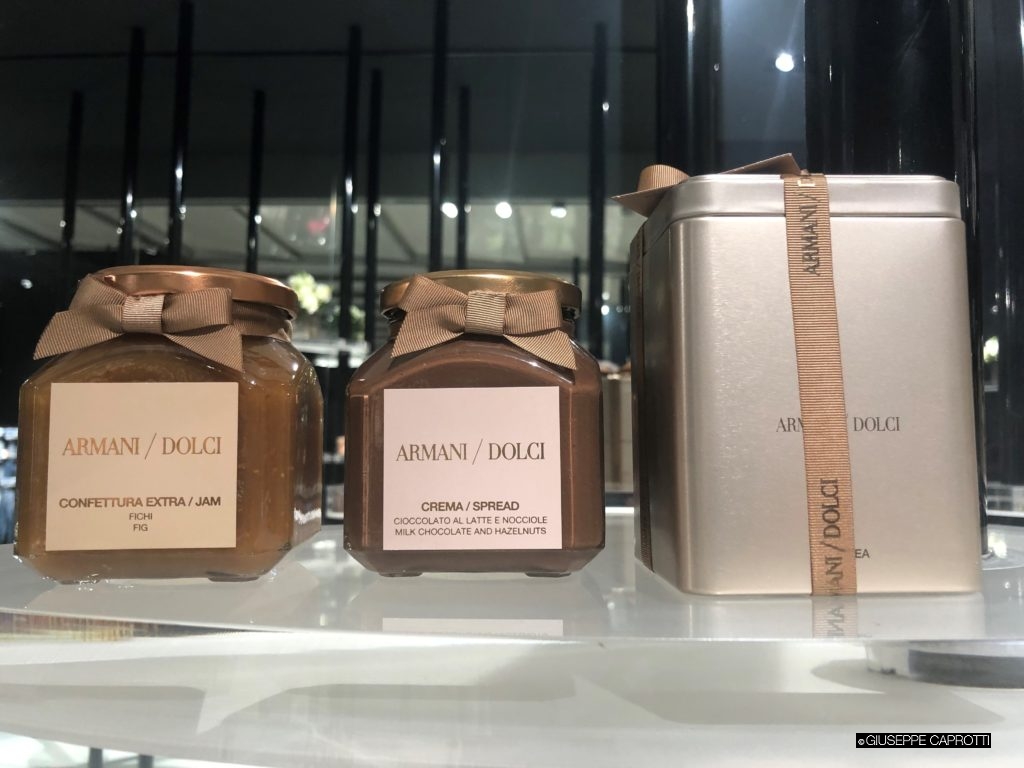 ARMANI / DOLCI
CONFETTURA EXTRA / JAM
FICHI
FIG
ARMANI / DOLCI
CREMA / SPREAD
CIOCCOLATO AL LATTE E NOCCIOLE
MILK CHOCOLATE AND HAZELNUTS
ARMANI /
ARMANI / DOLCI
ARMANI / DOLCI
©GIUSEPPE CAPROTTI